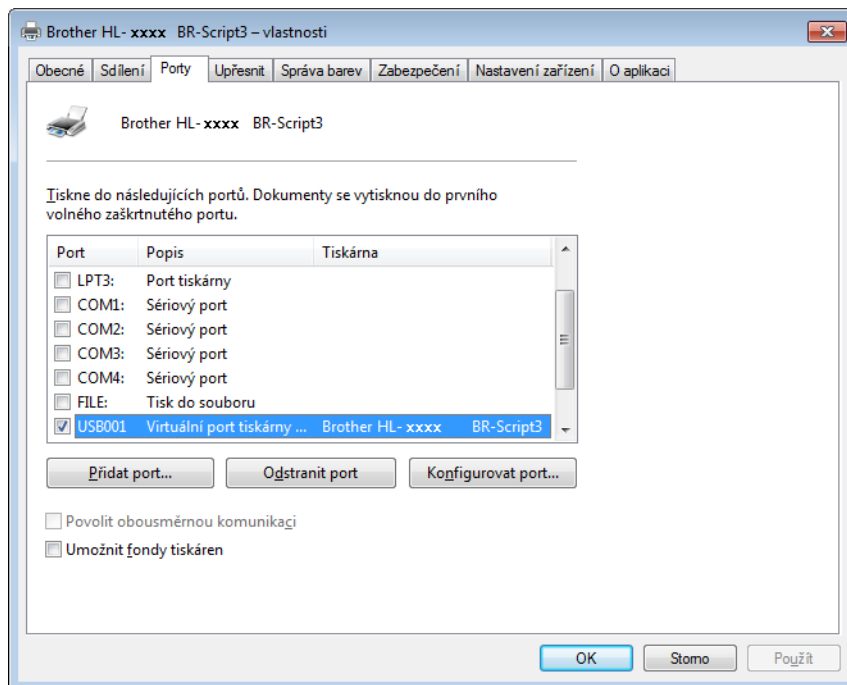 Brother HL- xxxx BR-Script3 – vlastnosti
Obecné Sdílení Porty Upřesnit Správa barev Zabezpečení Nastavení zařízení O aplikaci
Brother HL- xxxx BR-Script3
Tiskne do následujících portů. Dokumenty se vytisknou do prvního
volného zaškrtnutého portu.
Port Popis Tiskárna
LPT3: Port tiskárny
COM1: Sériový port
COM2: Sériový port
COM3: Sériový port
COM4: Sériový port
FILE: Tisk do souboru
USB001 Virtuální port tiskárny ... Brother HL- xxxx BR-Script3
Přidat port... Odstranit port Konfigurovat port...
Povolit obousměrnou komunikaci
Umožnit fondy tiskáren
OK Storno Použít